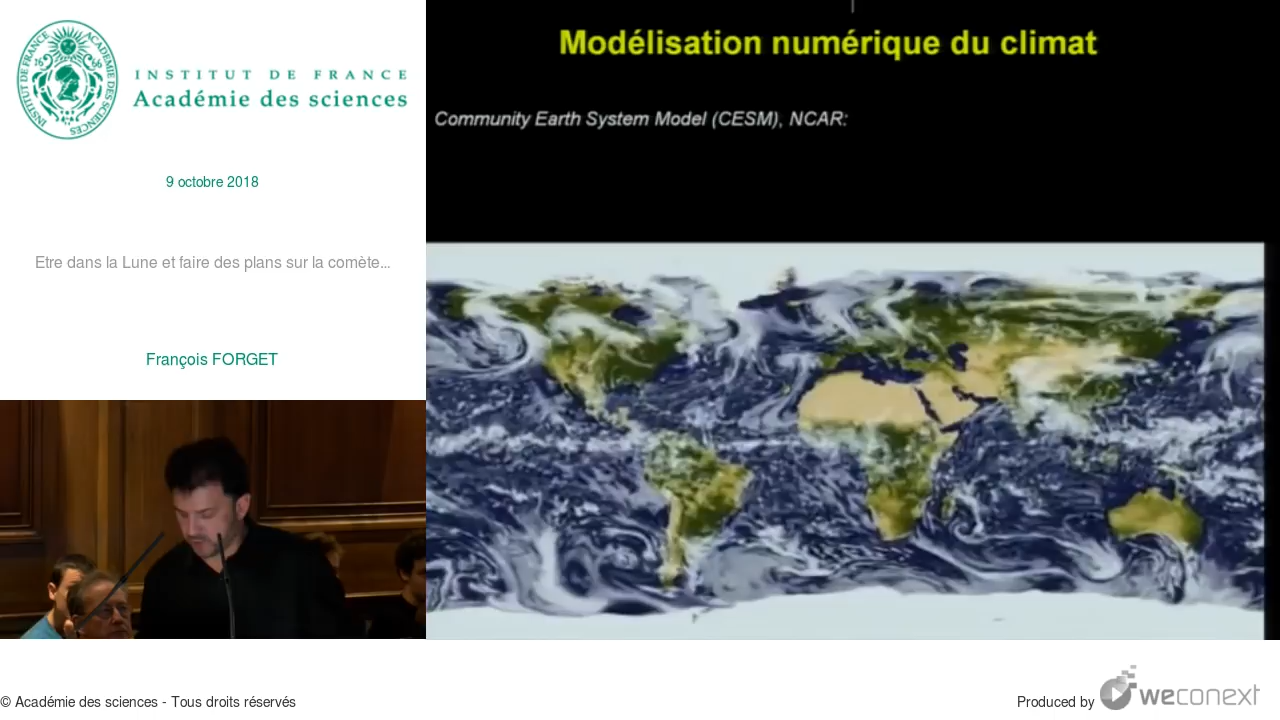 INSTITUT DE FRANCE
Académie des sciences
9 octobre 2018
Etre dans la Lune et faire des plans sur la comète...
François FORGET
Modélisation numérique du climat
Community Earth System Model (CESM), NCAR:
© Académie des sciences - Tous droits réservés
Produced by weconext